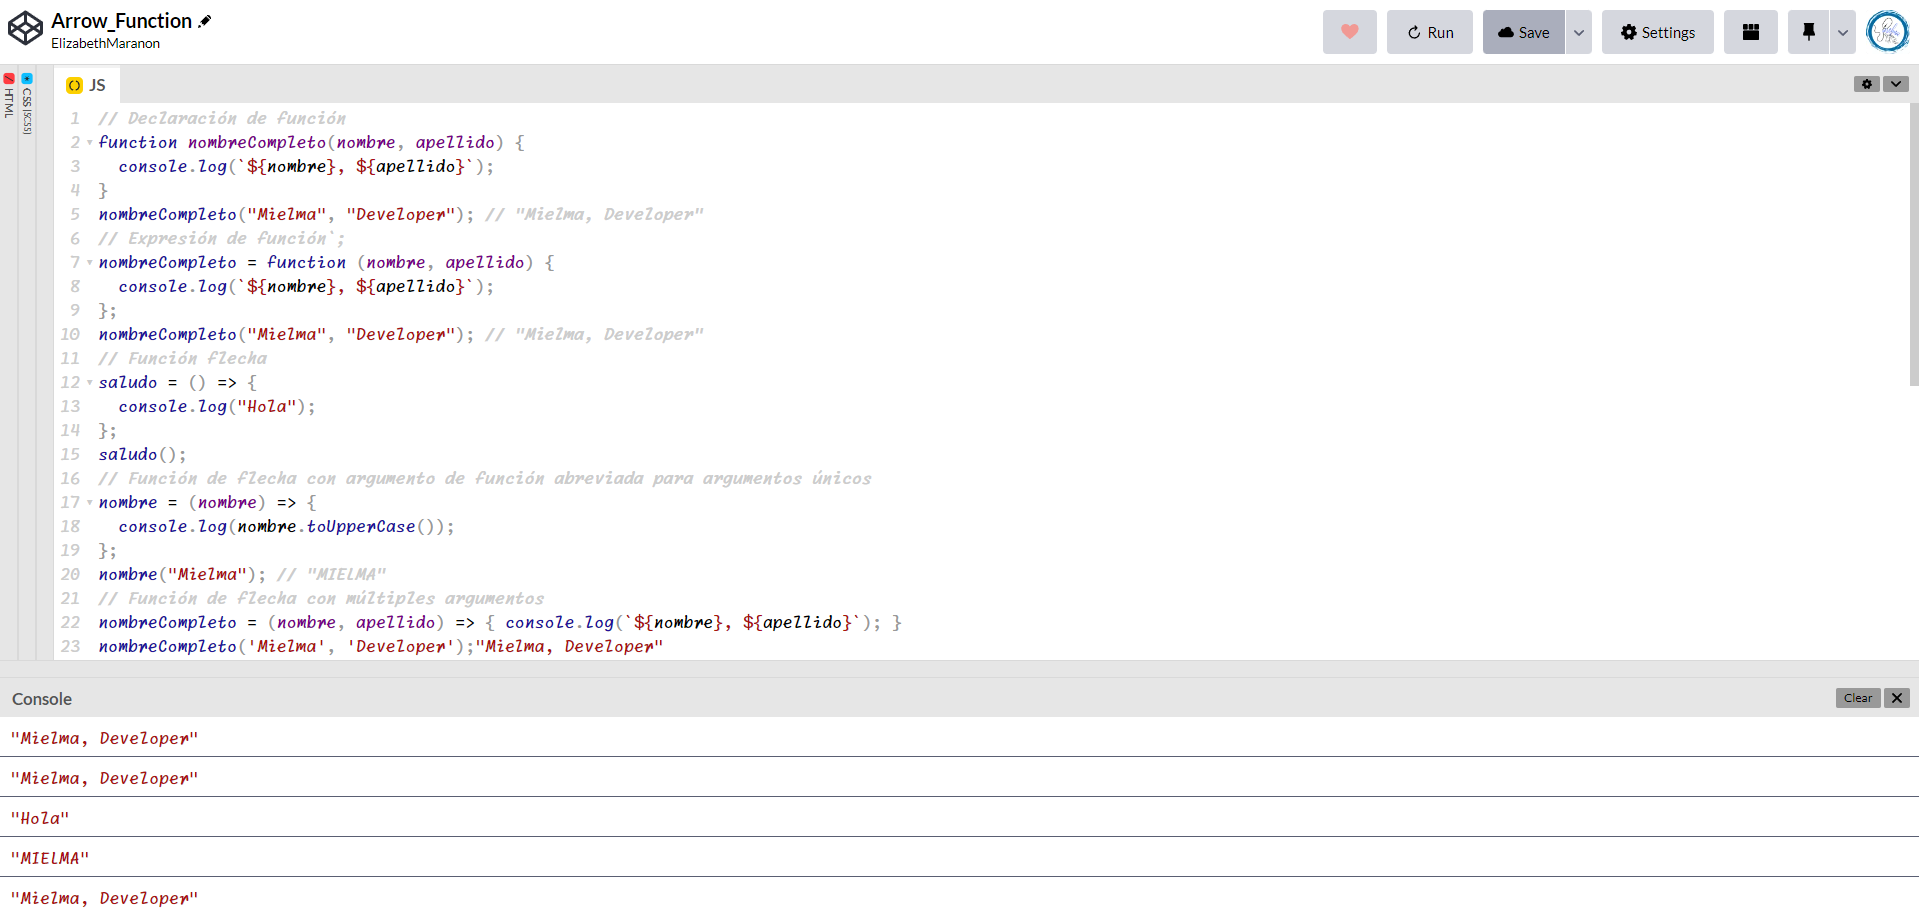 Arrow_Function
ElizabethMaranon
Run
Save
Settings
HTML
CSS (SCSS)
() JS
1 // Declaración de función
2 function nombreCompleto(nombre, apellido) {
3 console.log(`${nombre}, ${apellido}`);
4 }
5 nombreCompleto("Mielma", "Developer"); // "Mielma, Developer"
6 // Expresión de función`;
7 nombreCompleto = function (nombre, apellido) {
8 console.log(`${nombre}, ${apellido}`);
9 };
10 nombreCompleto("Mielma", "Developer"); // "Mielma, Developer"
11 // Función flecha
12 saludo = () => {
13 console.log("Hola");
14 };
15 saludo();
16 // Función de flecha con argumento de función abreviada para argumentos únicos
17 nombre = (nombre) => {
18 console.log(nombre.toUpperCase());
19 };
20 nombre("Mielma"); // "MIELMA"
21 // Función de flecha con múltiples argumentos
22 nombreCompleto = (nombre, apellido) => { console.log(`${nombre}, ${apellido}`); }
23 nombreCompleto('Mielma', 'Developer');"Mielma, Developer"
Console
Clear
"Mielma, Developer"
"Mielma, Developer"
"Hola"
"MIELMA"
"Mielma, Developer"